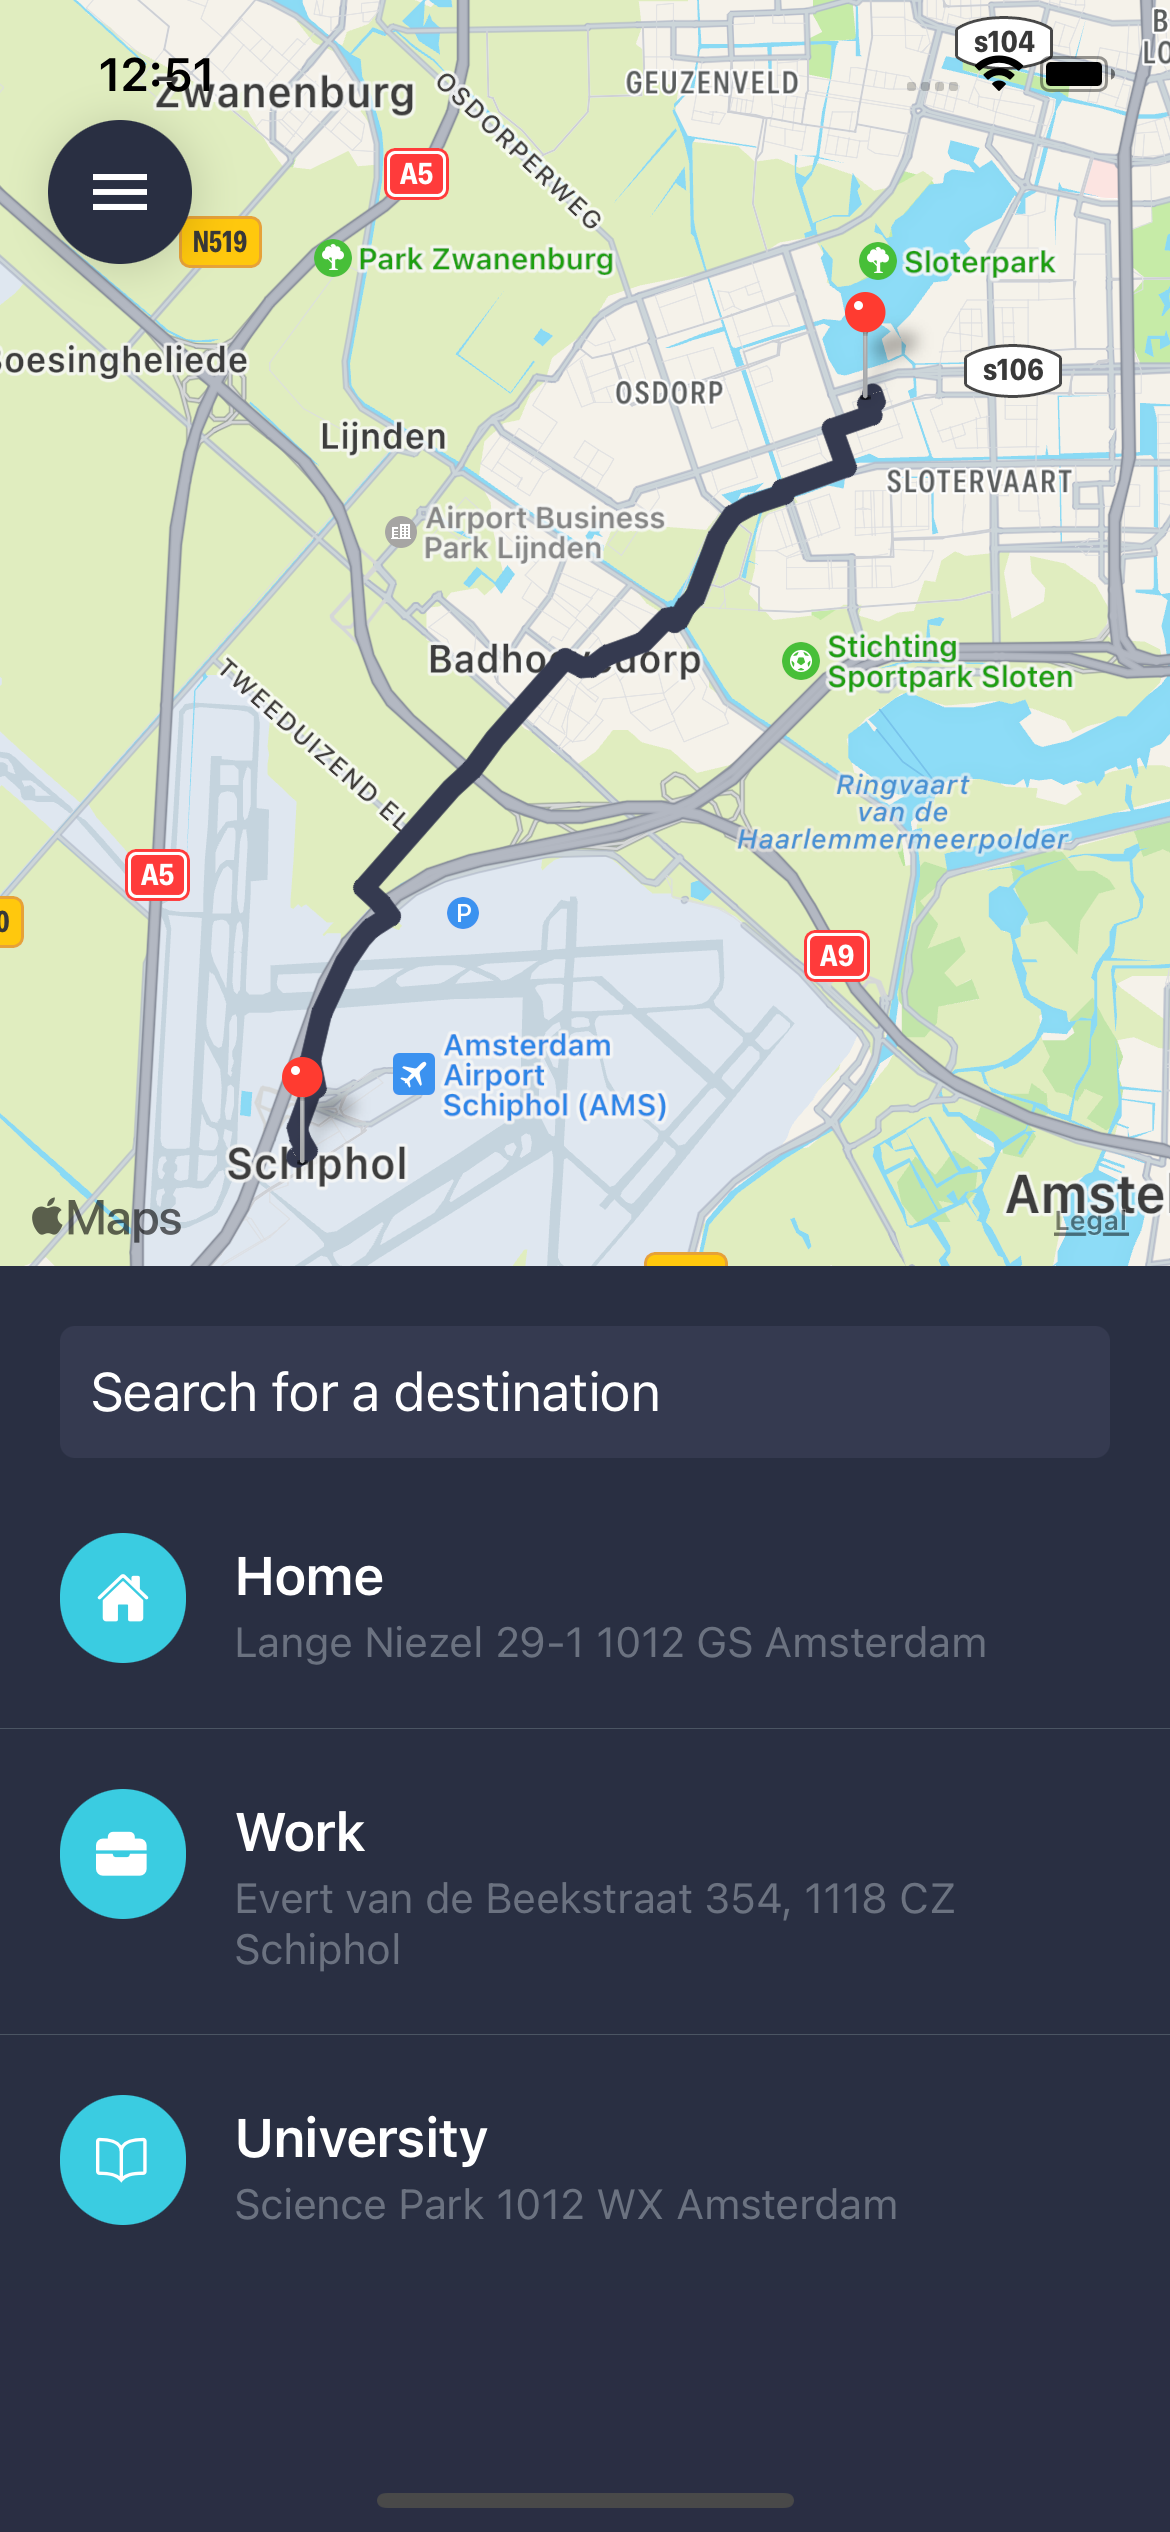 12:51
Zwanenburg
OSDORPERWEG
GEUZENVELD
s104
A5
N519
Park Zwanenburg
Sloterpark
oesingheliede
s106
OSDORP
Lijnden
SLOTERVAART
Airport Business
Park Lijnden
Stichting
Sportpark Sloten
TWEEDUIZEND EL
Ringvaart
van de
Haarlemmermeerpolder
A5
0
P
A9
Amsterdam
Airport
Schiphol (AMS)
Schiphol
Amste
Maps
Legal
Search for a destination
Home
Lange Niezel 29-1 1012 GS Amsterdam
Work
Evert van de Beekstraat 354, 1118 CZ
Schiphol
University
Science Park 1012 WX Amsterdam